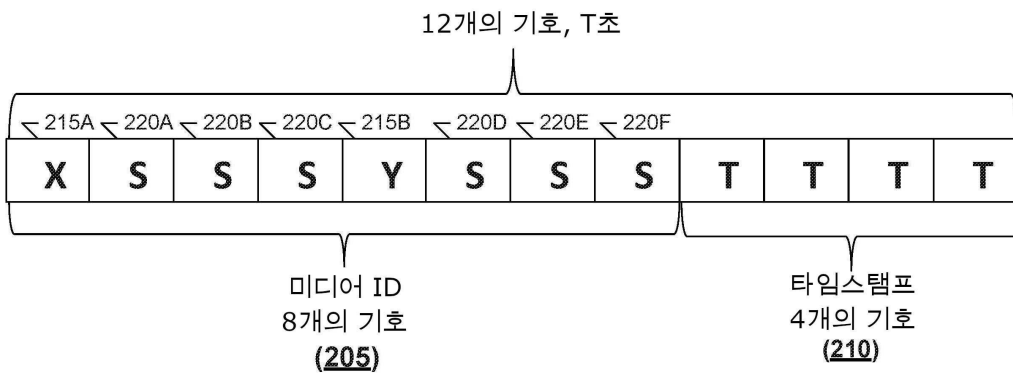 12개의 기호, T초
215A 220A 220B 220C 215B 220D 220E 220F
X S S S Y S S S T T T T
미디어 ID
8개의 기호
(205)
타임스탬프
4개의 기호
(210)